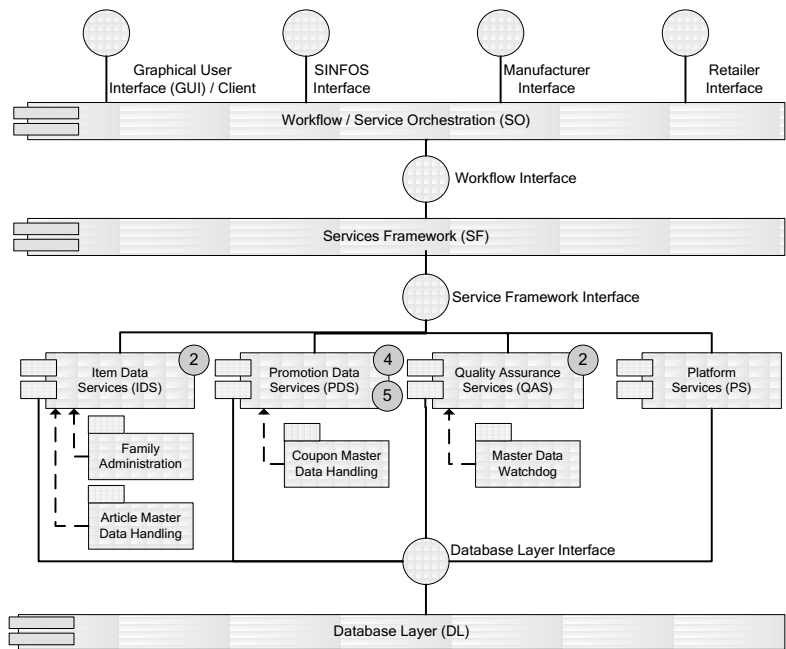 Graphical User
Interface (GUI) / Client
SINFOS
Interface
Manufacturer
Interface
Retailer
Interface
Workflow / Service Orchestration (SO)
Workflow Interface
Services Framework (SF)
Service Framework Interface
Item Data
Services (IDS)
2
Promotion Data
Services (PDS)
4
5
Quality Assurance
Services (QAS)
2
Platform
Services (PS)
Family
Administration
Coupon Master
Data Handling
Master Data
Watchdog
Article Master
Data Handling
Database Layer Interface
Database Layer (DL)